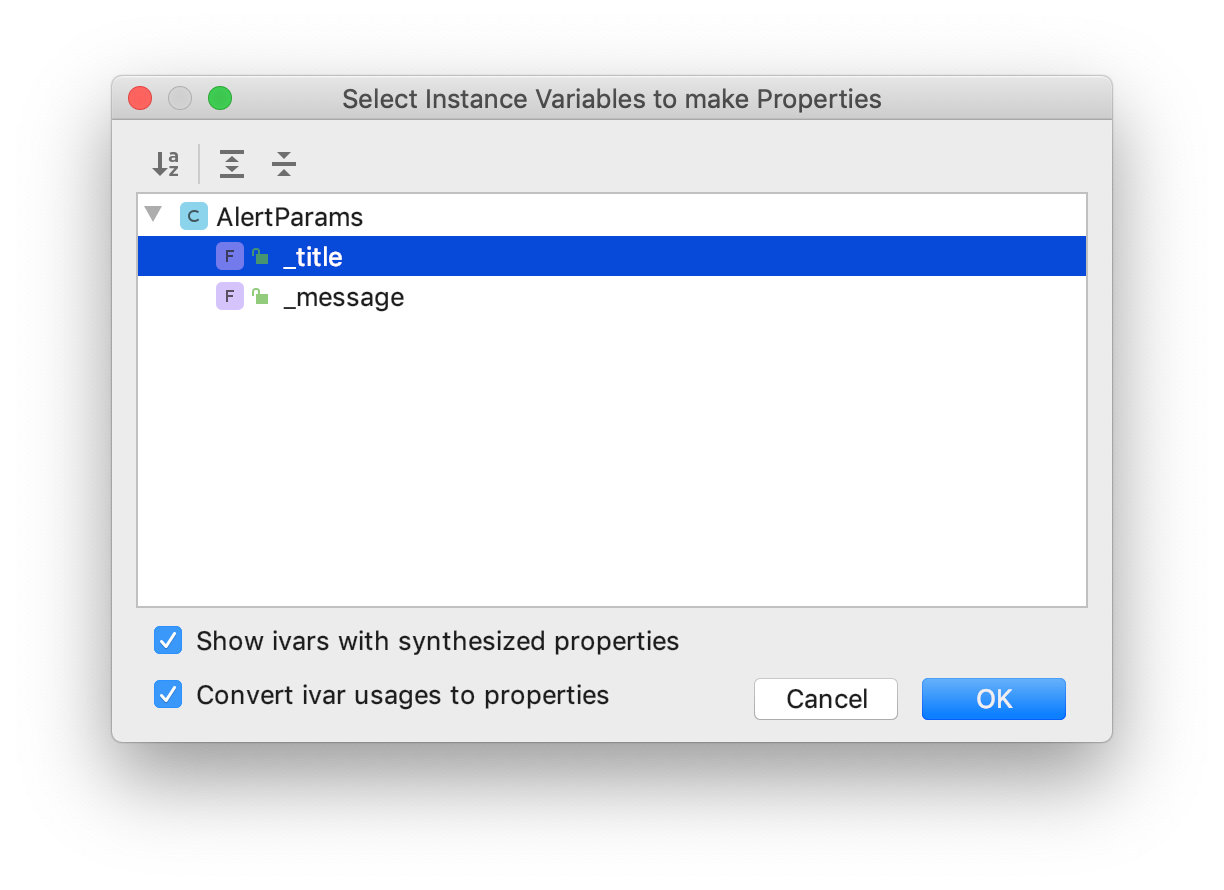 Select Instance Variables to make Properties
a
z
C AlertParams
F _title
F _message
Show ivars with synthesized properties
Convert ivar usages to properties
Cancel OK